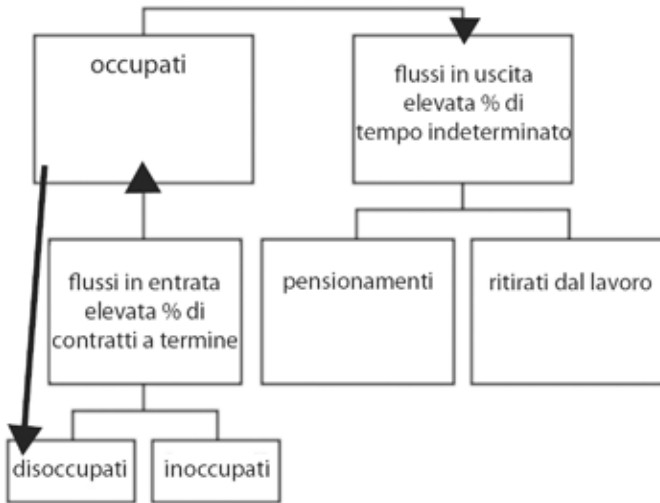 occupati
flussi in uscita
elevata % di
tempo indeterminato
flussi in entrata
elevata % di
contratti a termine
pensionamenti
ritirati dal lavoro
disoccupati
inoccupati